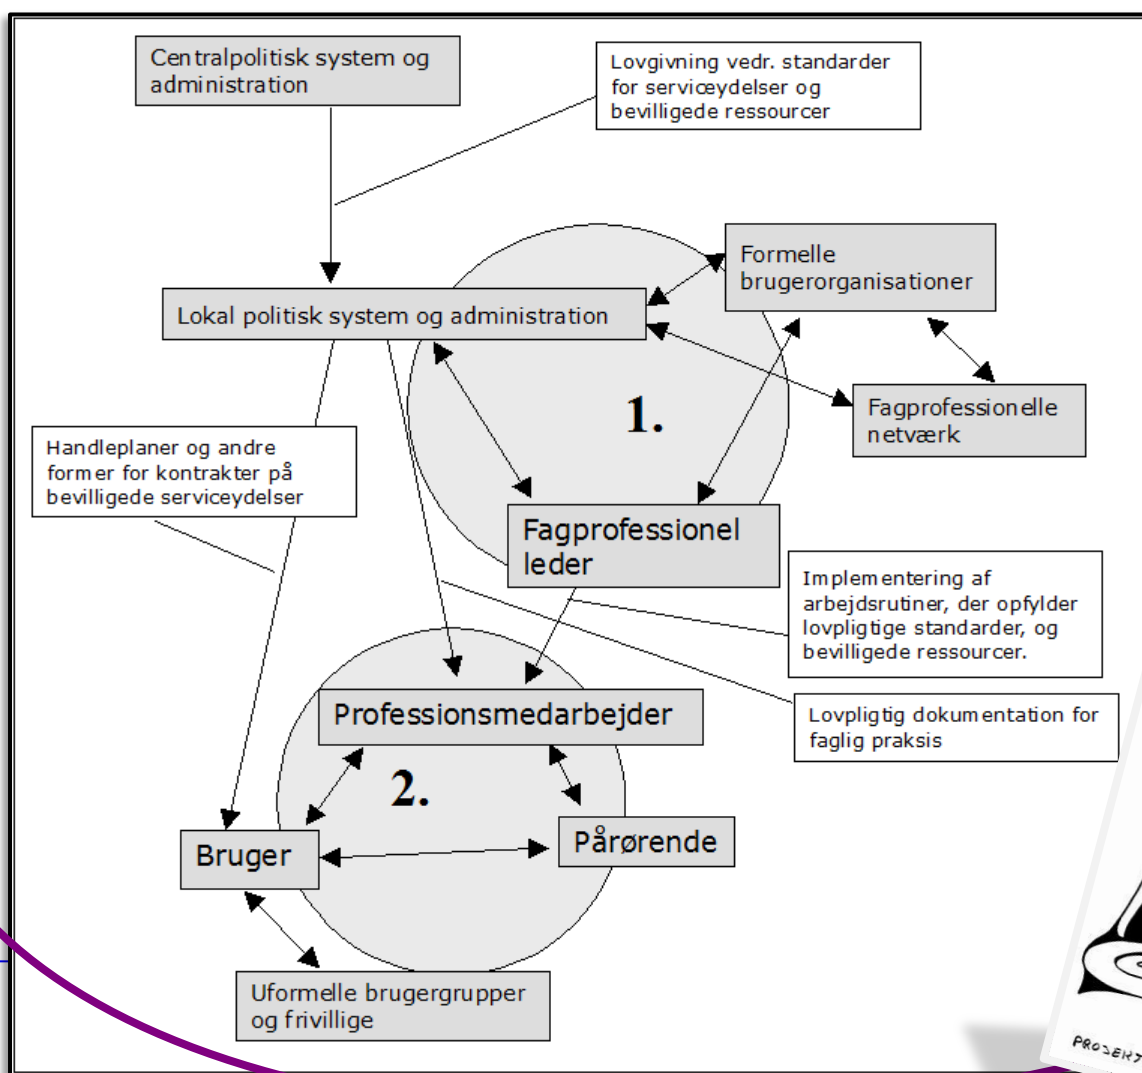 Centralpolitisk system og
administration
Lovgivning vedr. standarder
for serviceydelser og
bevilligede ressourcer
Formelle
brugerorganisationer
Lokal politisk system og administration
1.
Fagprofessionelle
netværk
Handleplaner og andre
former for kontrakter på
bevilligede serviceydelser
Fagprofessionel
leder
Implementering af
arbejdsrutiner, der opfylder
lovpligtige standarder, og
bevilligede ressourcer.
Professionsmedarbejder
Lovpligtig dokumentation for
faglig praksis
2.
Bruger
Pårørende
Uformelle brugergrupper
og frivillige